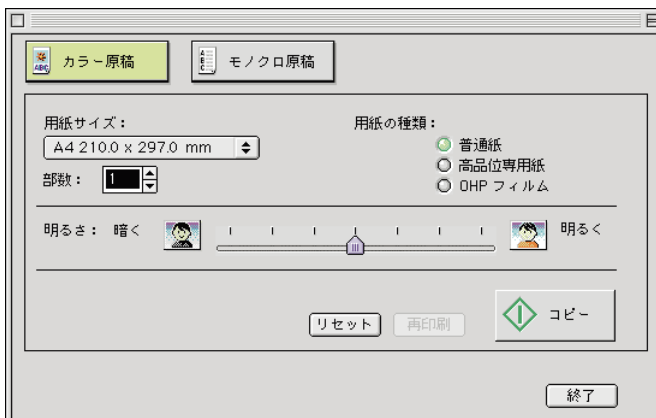 カラー原稿
モノクロ原稿
用紙サイズ：
A4 210.0 x 297.0 mm
部数：
1
用紙の種類：
普通紙
高品位専用紙
OHP フィルム
明るさ：
暗く
明るく
リセット
再印刷
コピー
終了